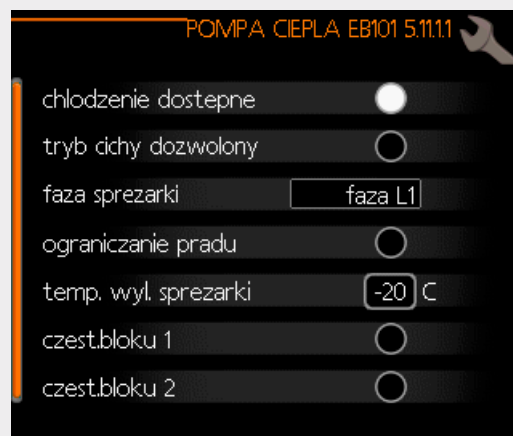 POMPA CIEPLA EB101 5.11.1.1
chlodzenie dostepne
tryb cichy dozwolony
faza sprezarki faza L1
ograniczanie pradu
temp. wyl. sprezarki -20 C
czest.bloku 1
czest.bloku 2